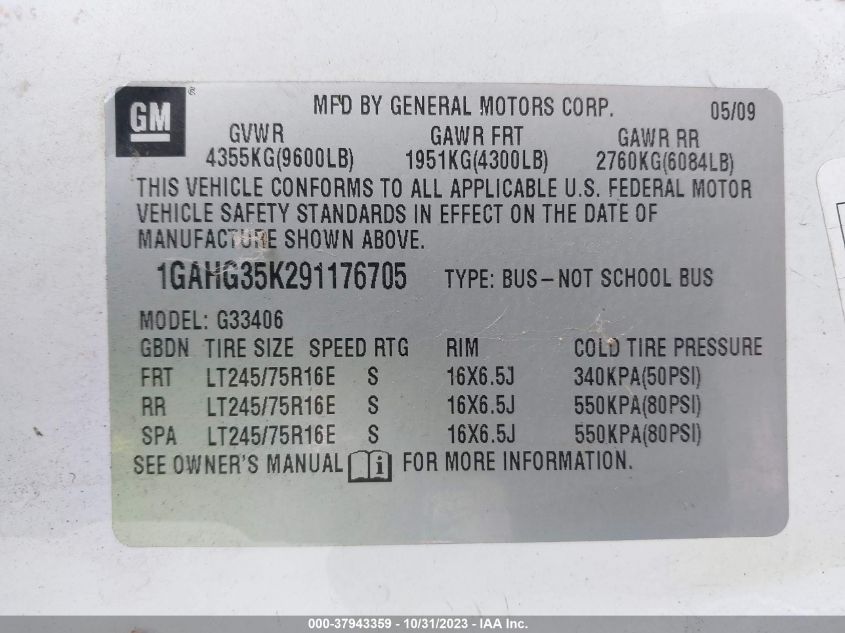 GM ®
MFD BY GENERAL MOTORS CORP. 05/09
GVWR GAWR FRT GAWR RR
4355KG(9600LB) 1951KG(4300LB) 2760KG(6084LB)
THIS VEHICLE CONFORMS TO ALL APPLICABLE U.S. FEDERAL MOTOR
VEHICLE SAFETY STANDARDS IN EFFECT ON THE DATE OF
MANUFACTURE SHOWN ABOVE.
1GAHG35K291176705 TYPE: BUS–NOT SCHOOL BUS
MODEL: G33406
GBDN TIRE SIZE SPEED RTG RIM COLD TIRE PRESSURE
FRT LT245/75R16E S 16X6.5J 340KPA(50PSI)
RR LT245/75R16E S 16X6.5J 550KPA(80PSI)
SPA LT245/75R16E S 16X6.5J 550KPA(80PSI)
SEE OWNER'S MANUAL i FOR MORE INFORMATION.
000-37943359 - 10/31/2023 - IAA Inc.